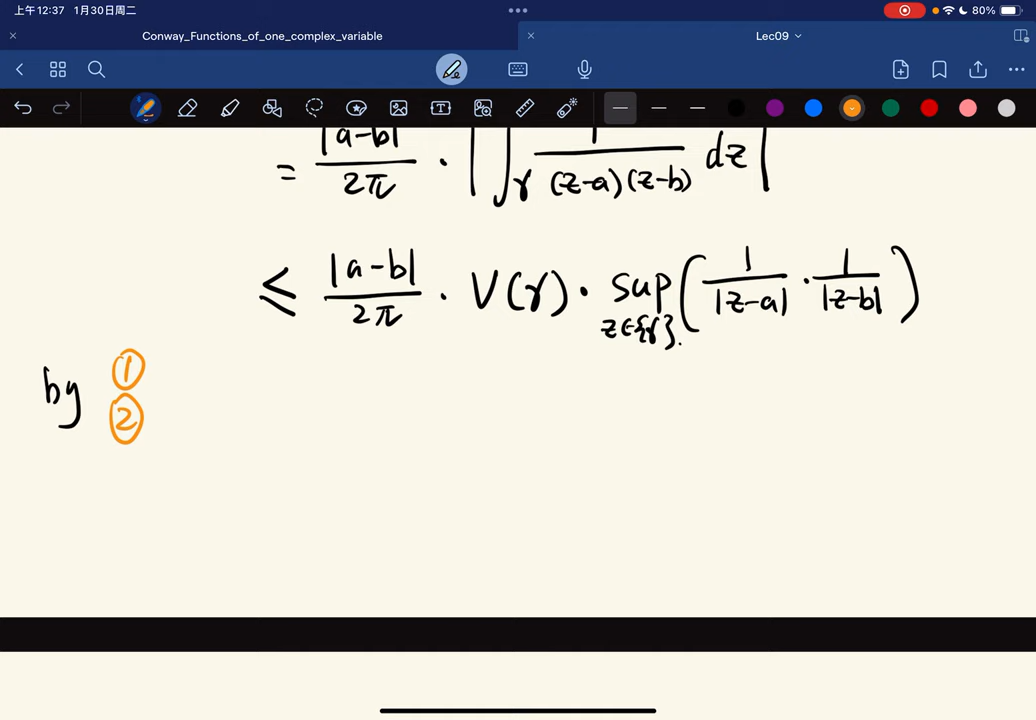 上午12:37 1月30日周二
80%
Conway_Functions_of_one_complex_variable
Lec09
= |a-b| / 2π · | ∫_γ 1 / (z-a)(z-b) dz |
≤ |a-b| / 2π · V(γ) · sup_{z∈{γ}} ( 1 / |z-a| · 1 / |z-b| )
by ①
②